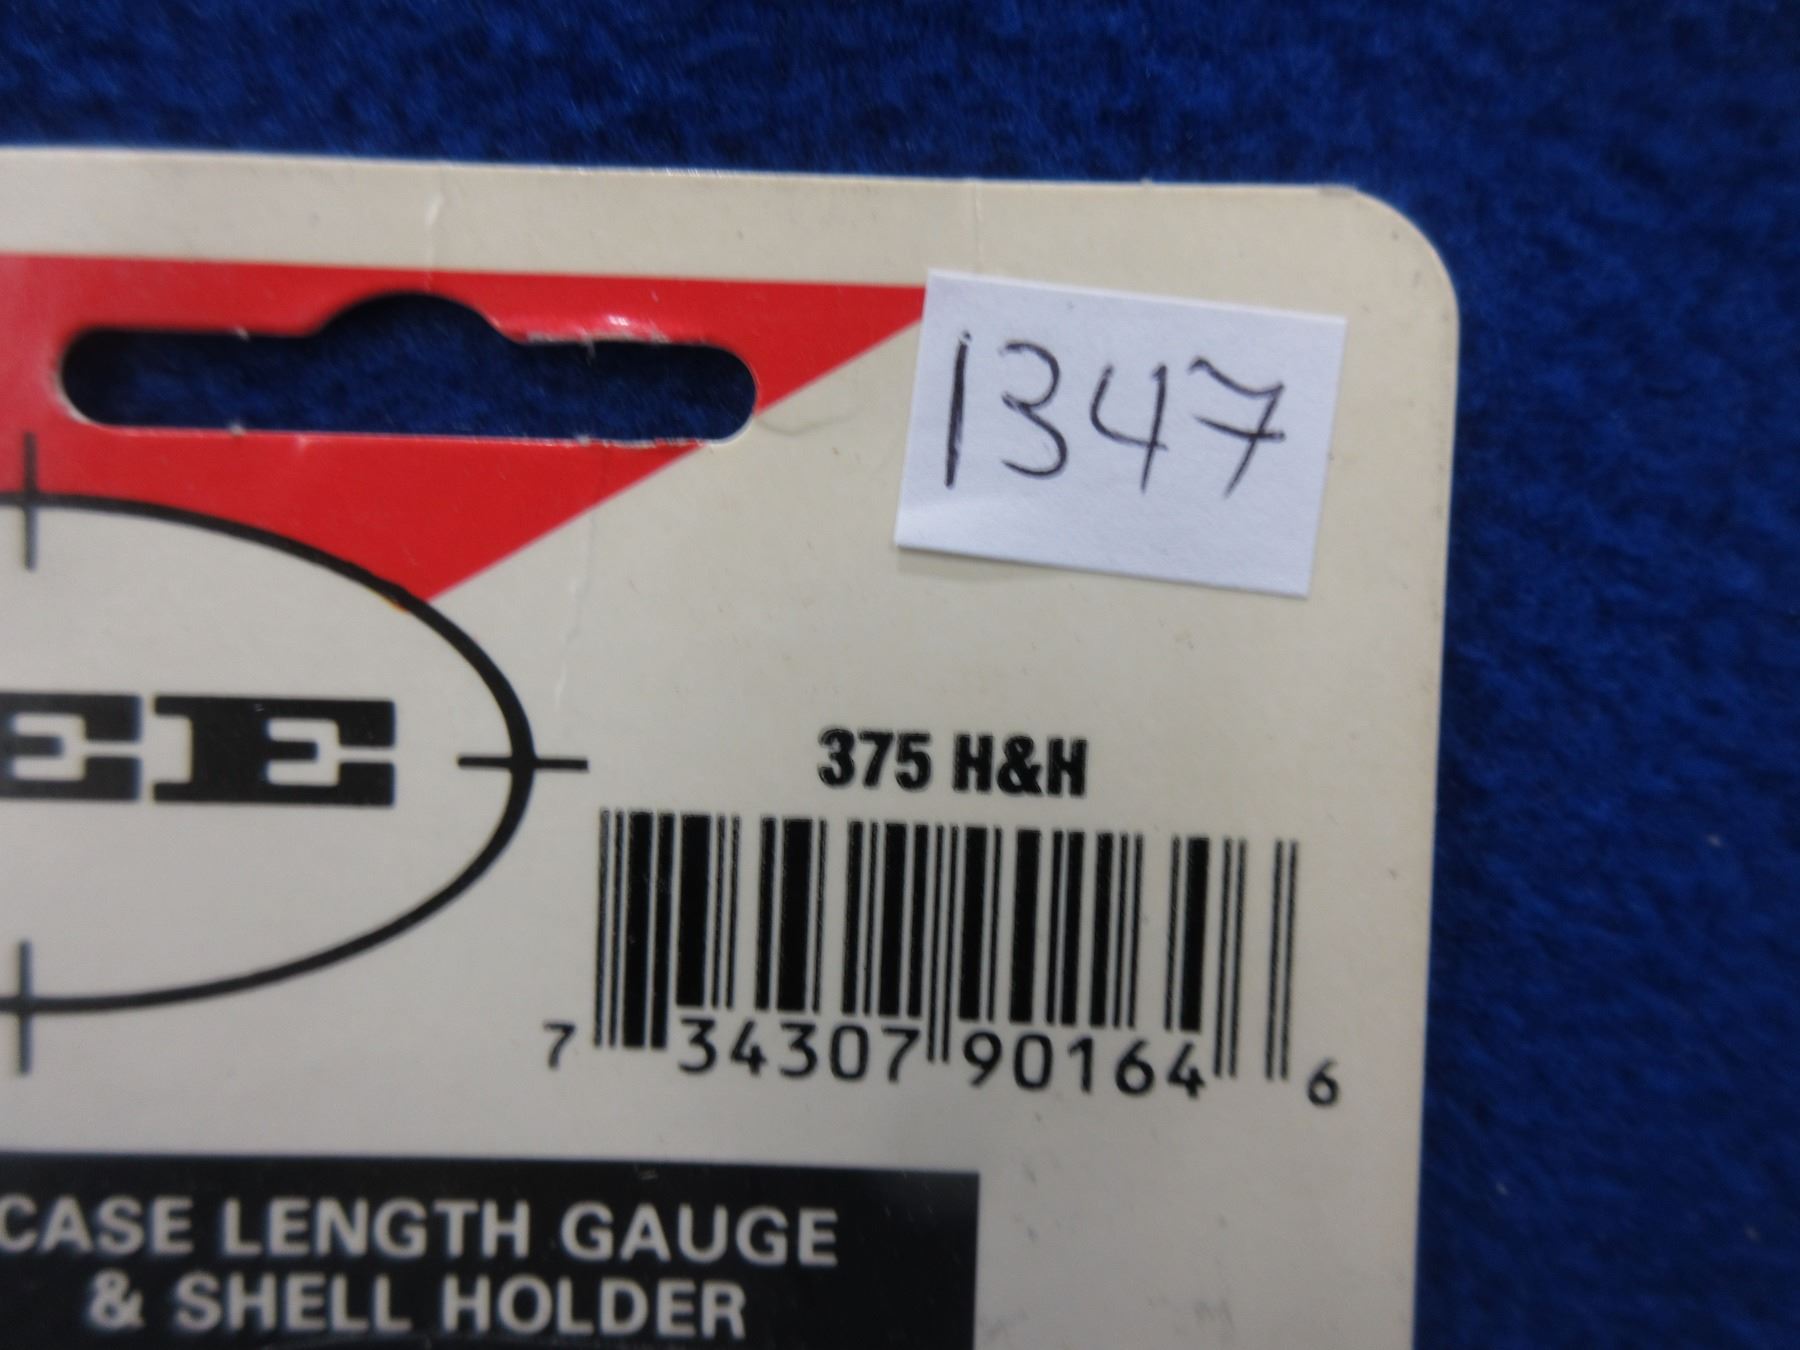 1347
EE
375 H&H
7 34307 90164 6
CASE LENGTH GAUGE
& SHELL HOLDER